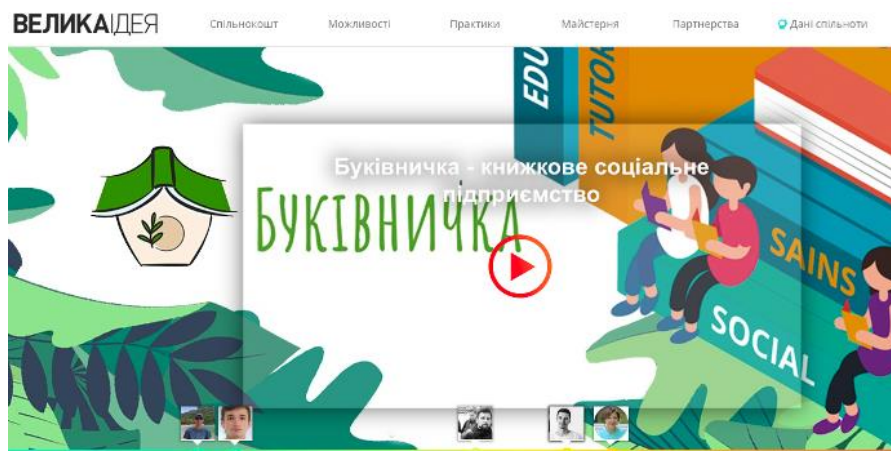 ВЕЛИКАІДЕЯ
Спільнокошт Можливості Практики Майстерня Партнерства Дані спільноти
EDU
TUTOR
Буківничка - книжкове соціальне
підприємство
БУКІВНИЧКА
SAINS
SOCIAL